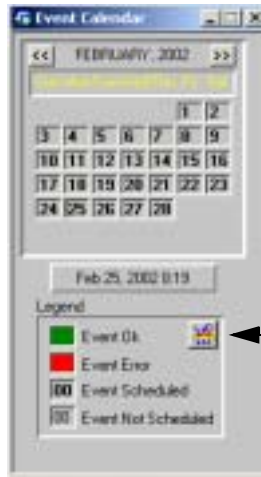 Event Calendar
<< FEBRUARY, 2002 >>
1 2
3 4 5 6 7 8 9
10 11 12 13 14 15 16
17 18 19 20 21 22 23
24 25 26 27 28
Feb 25, 2002 8:19
Legend
Event Ok
Event Error
00 Event Scheduled
00 Event Not Scheduled